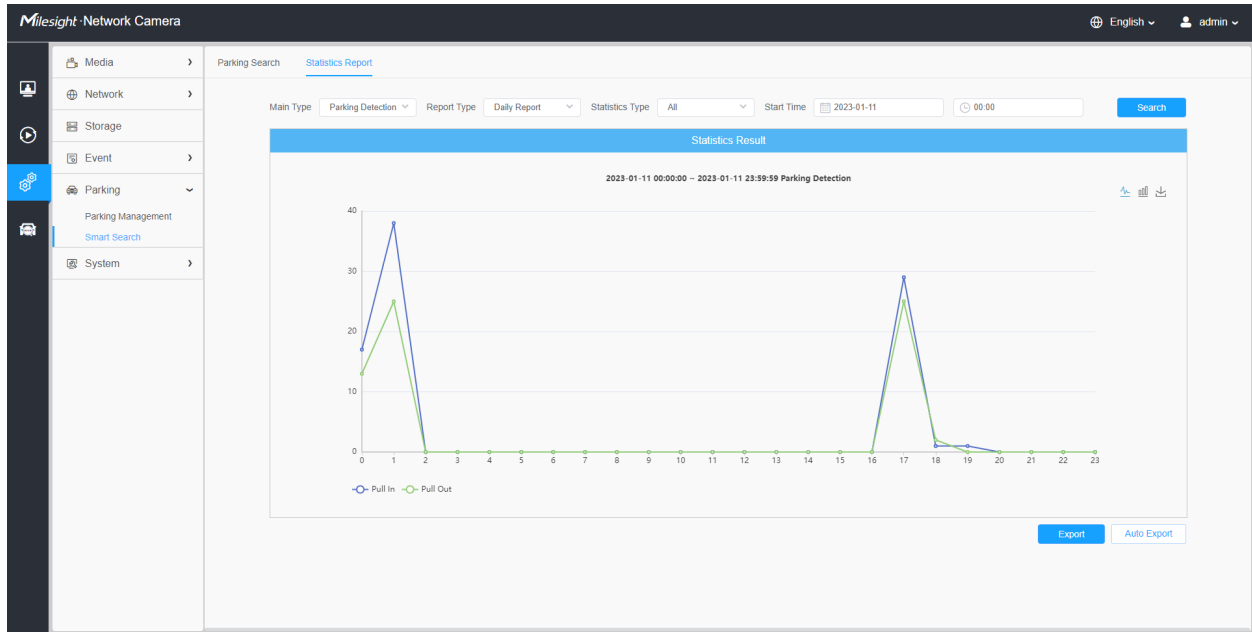 Milesight · Network Camera
English
admin
Media
Network
Storage
Event
Parking
Parking Management
Smart Search
System
Parking Search Statistics Report
Main Type Parking Detection Report Type Daily Report Statistics Type All Start Time 2023-01-11 00:00 Search
Statistics Result
2023-01-11 00:00:00 -- 2023-01-11 23:59:59 Parking Detection
40
30
20
10
0
0 1 2 3 4 5 6 7 8 9 10 11 12 13 14 15 16 17 18 19 20 21 22 23
Pull In Pull Out
Export Auto Export